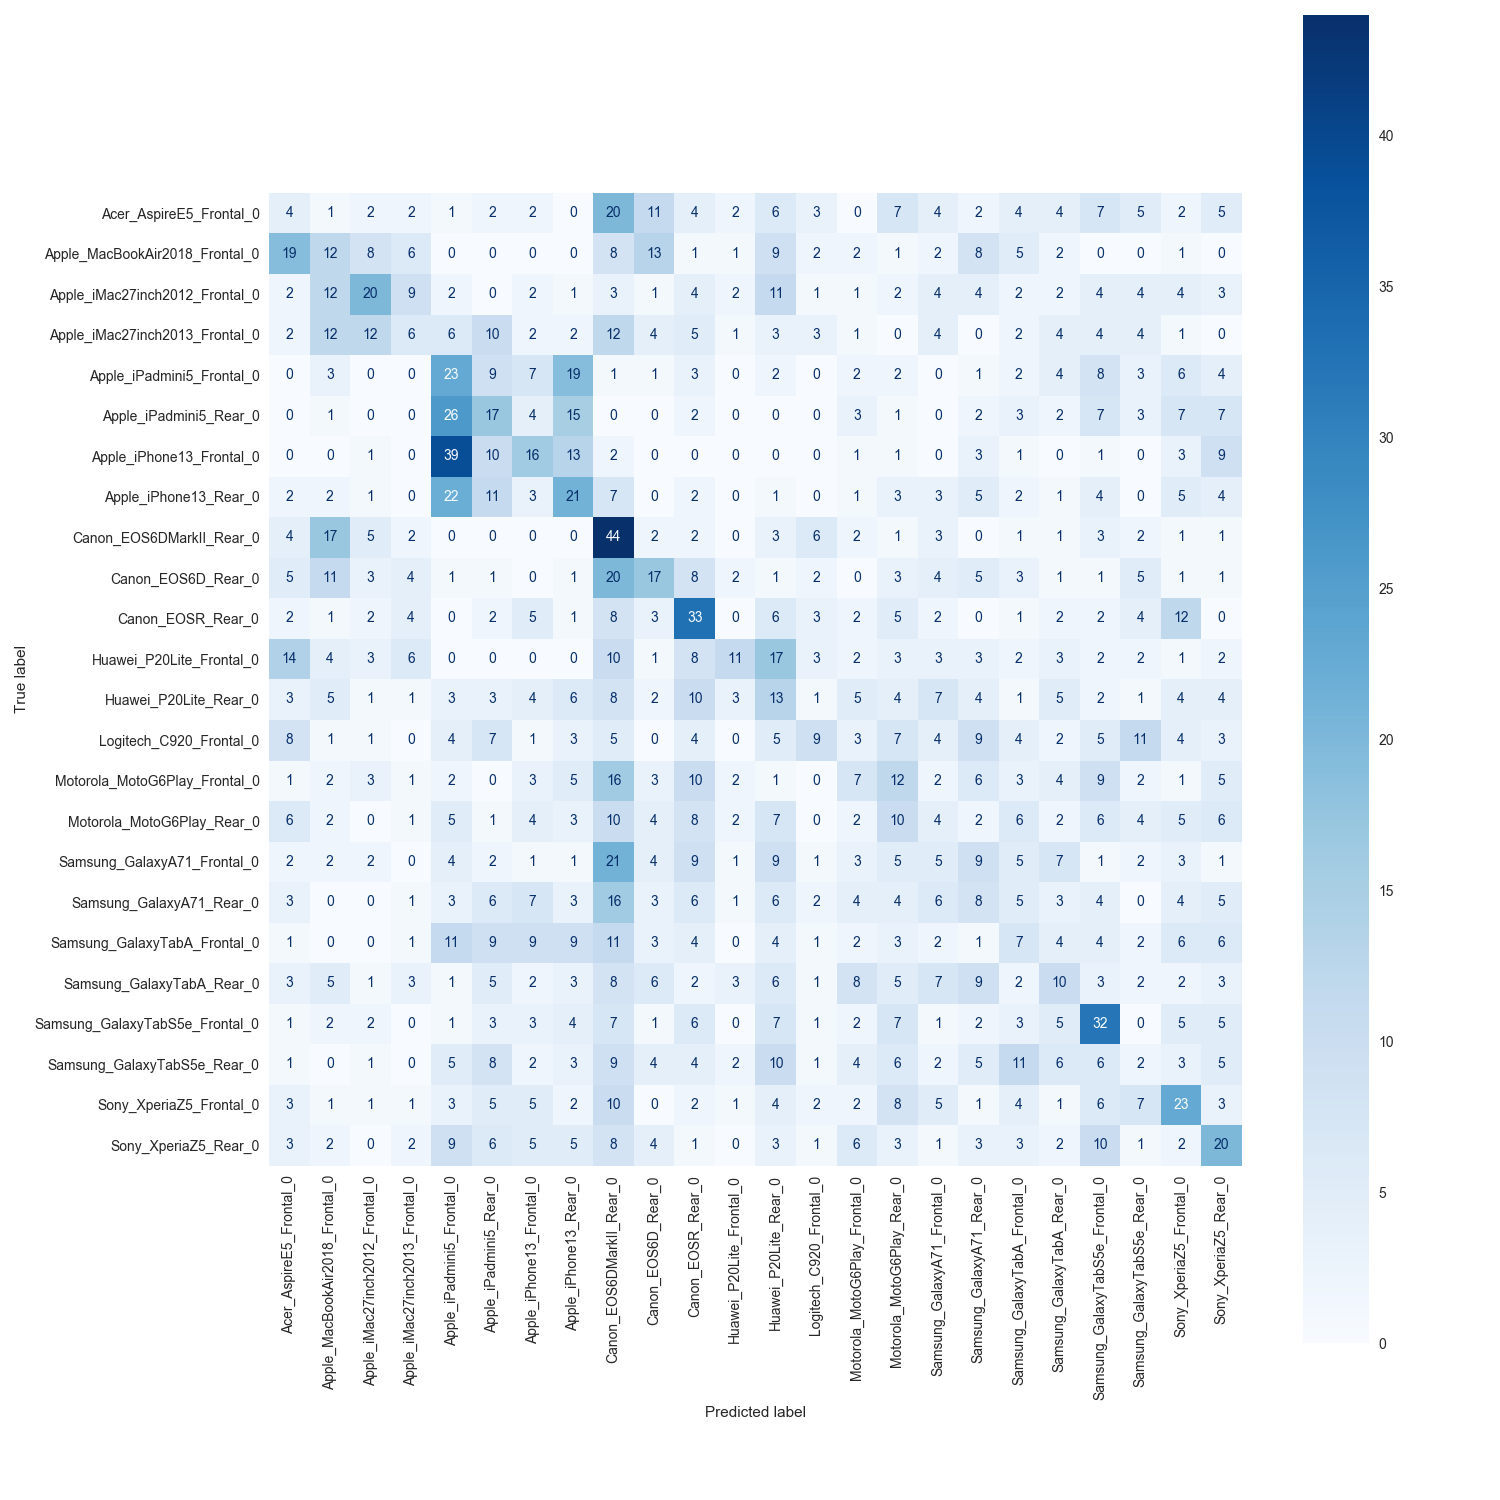 Acer_AspireE5_Frontal_0 4 1 2 2 1 2 2 0 20 11 4 2 6 3 0 7 4 2 4 4 7 5 2 5
Apple_MacBookAir2018_Frontal_0 19 12 8 6 0 0 0 0 8 13 1 1 9 2 2 1 2 8 5 2 0 0 1 0
Apple_iMac27inch2012_Frontal_0 2 12 20 9 2 0 2 1 3 1 4 2 11 1 1 2 4 4 2 2 4 4 4 3
Apple_iMac27inch2013_Frontal_0 2 12 12 6 6 10 2 2 12 4 5 1 3 3 1 0 4 0 2 4 4 4 1 0
Apple_iPadmini5_Frontal_0 0 3 0 0 23 9 7 19 1 1 3 0 2 0 2 2 0 1 2 4 8 3 6 4
Apple_iPadmini5_Rear_0 0 1 0 0 26 17 4 15 0 0 2 0 0 0 3 1 0 2 3 2 7 3 7 7
Apple_iPhone13_Frontal_0 0 0 1 0 39 10 16 13 2 0 0 0 0 0 1 1 0 3 1 0 1 0 3 9
Apple_iPhone13_Rear_0 2 2 1 0 22 11 3 21 7 0 2 0 1 0 1 3 3 5 2 1 4 0 5 4
Canon_EOS6DMarkII_Rear_0 4 17 5 2 0 0 0 0 44 2 2 0 3 6 2 1 3 0 1 1 3 2 1 1
Canon_EOS6D_Rear_0 5 11 3 4 1 1 0 1 20 17 8 2 1 2 0 3 4 5 3 1 1 5 1 1
Canon_EOSR_Rear_0 2 1 2 4 0 2 5 1 8 3 33 0 6 3 2 5 2 0 1 2 2 4 12 0
Huawei_P20Lite_Frontal_0 14 4 3 6 0 0 0 0 10 1 8 11 17 3 2 3 3 3 2 3 2 2 1 2
Huawei_P20Lite_Rear_0 3 5 1 1 3 3 4 6 8 2 10 3 13 1 5 4 7 4 1 5 2 1 4 4
Logitech_C920_Frontal_0 8 1 1 0 4 7 1 3 5 0 4 0 5 9 3 7 4 9 4 2 5 11 4 3
Motorola_MotoG6Play_Frontal_0 1 2 3 1 2 0 3 5 16 3 10 2 1 0 7 12 2 6 3 4 9 2 1 5
Motorola_MotoG6Play_Rear_0 6 2 0 1 5 1 4 3 10 4 8 2 7 0 2 10 4 2 6 2 6 4 5 6
Samsung_GalaxyA71_Frontal_0 2 2 2 0 4 2 1 1 21 4 9 1 9 1 3 5 5 9 5 7 1 2 3 1
Samsung_GalaxyA71_Rear_0 3 0 0 1 3 6 7 3 16 3 6 1 6 2 4 4 6 8 5 3 4 0 4 5
Samsung_GalaxyTabA_Frontal_0 1 0 0 1 11 9 9 9 11 3 4 0 4 1 2 3 2 1 7 4 4 2 6 6
Samsung_GalaxyTabA_Rear_0 3 5 1 3 1 5 2 3 8 6 2 3 6 1 8 5 7 9 2 10 3 2 2 3
Samsung_GalaxyTabS5e_Frontal_0 1 2 2 0 1 3 3 4 7 1 6 0 7 1 2 7 1 2 3 5 32 0 5 5
Samsung_GalaxyTabS5e_Rear_0 1 0 1 0 5 8 2 3 9 4 4 2 10 1 4 6 2 5 11 6 6 2 3 5
Sony_XperiaZ5_Frontal_0 3 1 1 1 3 5 5 2 10 0 2 1 4 2 2 8 5 1 4 1 6 7 23 3
Sony_XperiaZ5_Rear_0 3 2 0 2 9 6 5 5 8 4 1 0 3 1 6 3 1 3 3 2 10 1 2 20
True label
Acer_AspireE5_Frontal_0
Apple_MacBookAir2018_Frontal_0
Apple_iMac27inch2012_Frontal_0
Apple_iMac27inch2013_Frontal_0
Apple_iPadmini5_Frontal_0
Apple_iPadmini5_Rear_0
Apple_iPhone13_Frontal_0
Apple_iPhone13_Rear_0
Canon_EOS6DMarkII_Rear_0
Canon_EOS6D_Rear_0
Canon_EOSR_Rear_0
Huawei_P20Lite_Frontal_0
Huawei_P20Lite_Rear_0
Logitech_C920_Frontal_0
Motorola_MotoG6Play_Frontal_0
Motorola_MotoG6Play_Rear_0
Samsung_GalaxyA71_Frontal_0
Samsung_GalaxyA71_Rear_0
Samsung_GalaxyTabA_Frontal_0
Samsung_GalaxyTabA_Rear_0
Samsung_GalaxyTabS5e_Frontal_0
Samsung_GalaxyTabS5e_Rear_0
Sony_XperiaZ5_Frontal_0
Sony_XperiaZ5_Rear_0
Predicted label
40
35
30
25
20
15
10
5
0